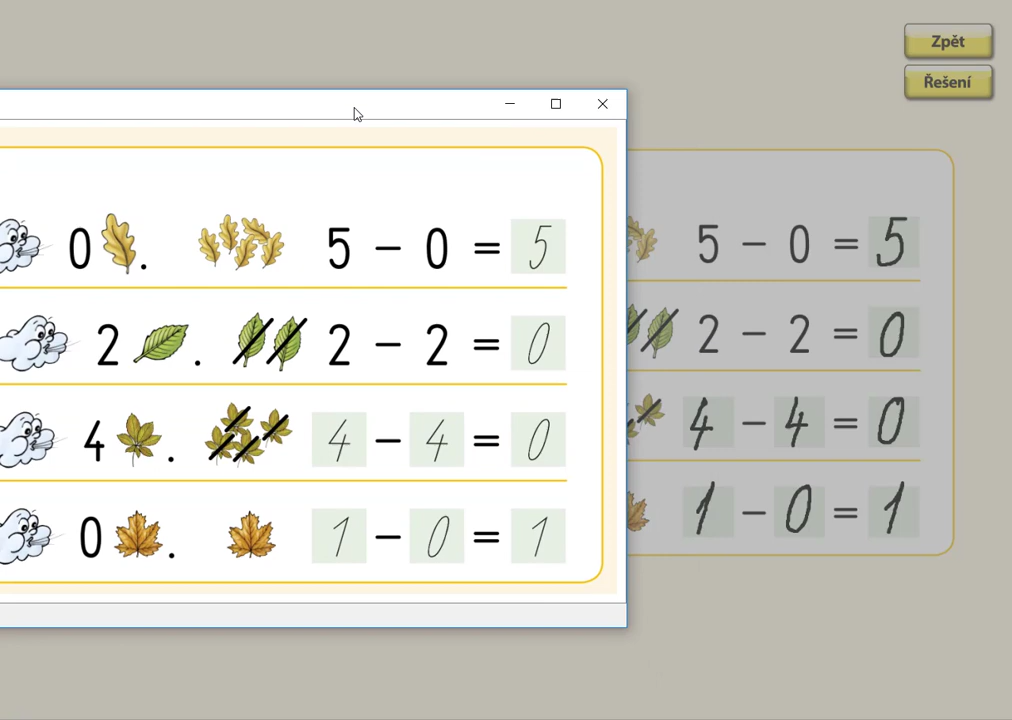 Zpět
Řešení
0 . 5 - 0 = 5
2 . 2 - 2 = 0
4 . 4 - 4 = 0
0 . 1 - 0 = 1
5 - 0 = 5
2 - 2 = 0
4 - 4 = 0
1 - 0 = 1